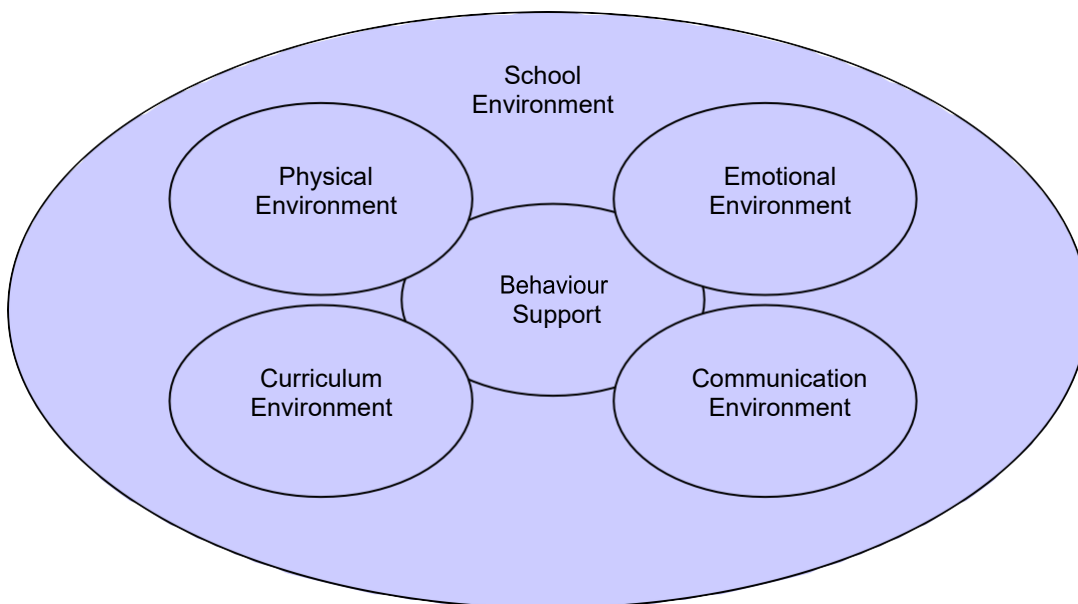 School
Environment
Physical
Environment
Emotional
Environment
Behaviour
Support
Curriculum
Environment
Communication
Environment